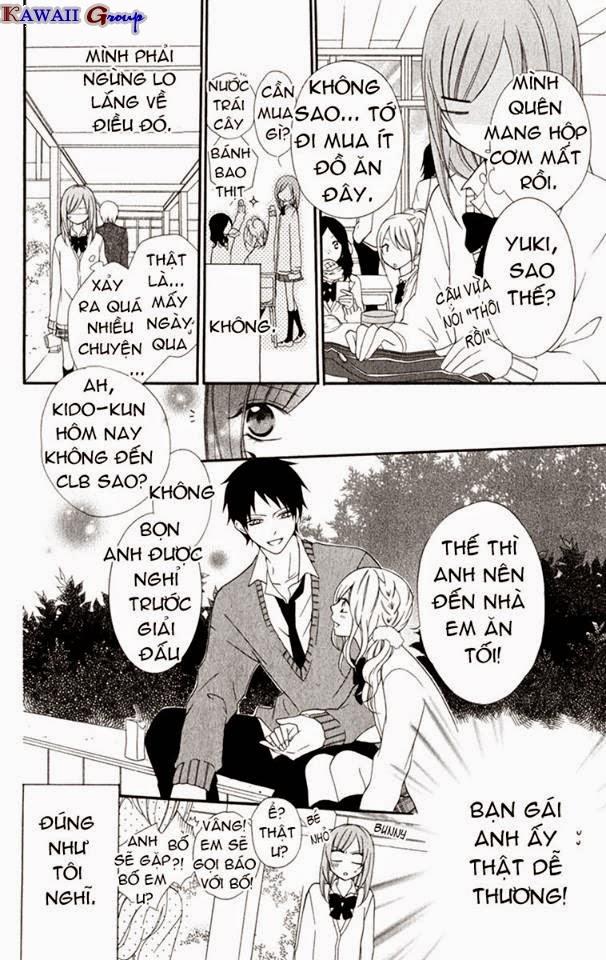 KAWAII Group
MÌNH
QUÊN
MANG HỘP
CƠM MẤT
RỒI.
YUKI,
SAO
THẾ?
CẬU VỪA
NÓI "THÔI
RỒI"
KHÔNG
SAO... TỚ
ĐI MUA ÍT
ĐỒ ĂN
ĐÂY.
CẦN
MUA
GÌ?
NƯỚC
TRÁI
CÂY
BÁNH
BAO
THỊT
KHÔNG.
MÌNH PHẢI
NGỪNG LO
LẮNG VỀ
ĐIỀU ĐÓ.
THẬT
LÀ...
MẤY
NGÀY
QUA
XẢY
RA QUÁ
NHIỀU
CHUYỆN
...
AH,
KIDO-KUN
HÔM NAY
KHÔNG ĐẾN
CLB SAO?
KHÔNG
BỌN
ANH ĐƯỢC
NGHỈ
TRƯỚC
GIẢI
ĐẤU
THẾ THÌ
ANH NÊN
ĐẾN NHÀ
EM ĂN
TỐI!
BẠN GÁI
ANH ẤY
THẬT DỄ
THƯƠNG!
BUNNY
BÉ
NHỎ
Ề?
THẬT
Ư?
VÂNG!
EM SẼ
GỌI BÁO
VỚI BỐ!
BỐ
?!
ANH
SẼ GẶP
BỐ EM
Ư?
ĐÚNG
NHƯ
TÔI
NGHĨ.